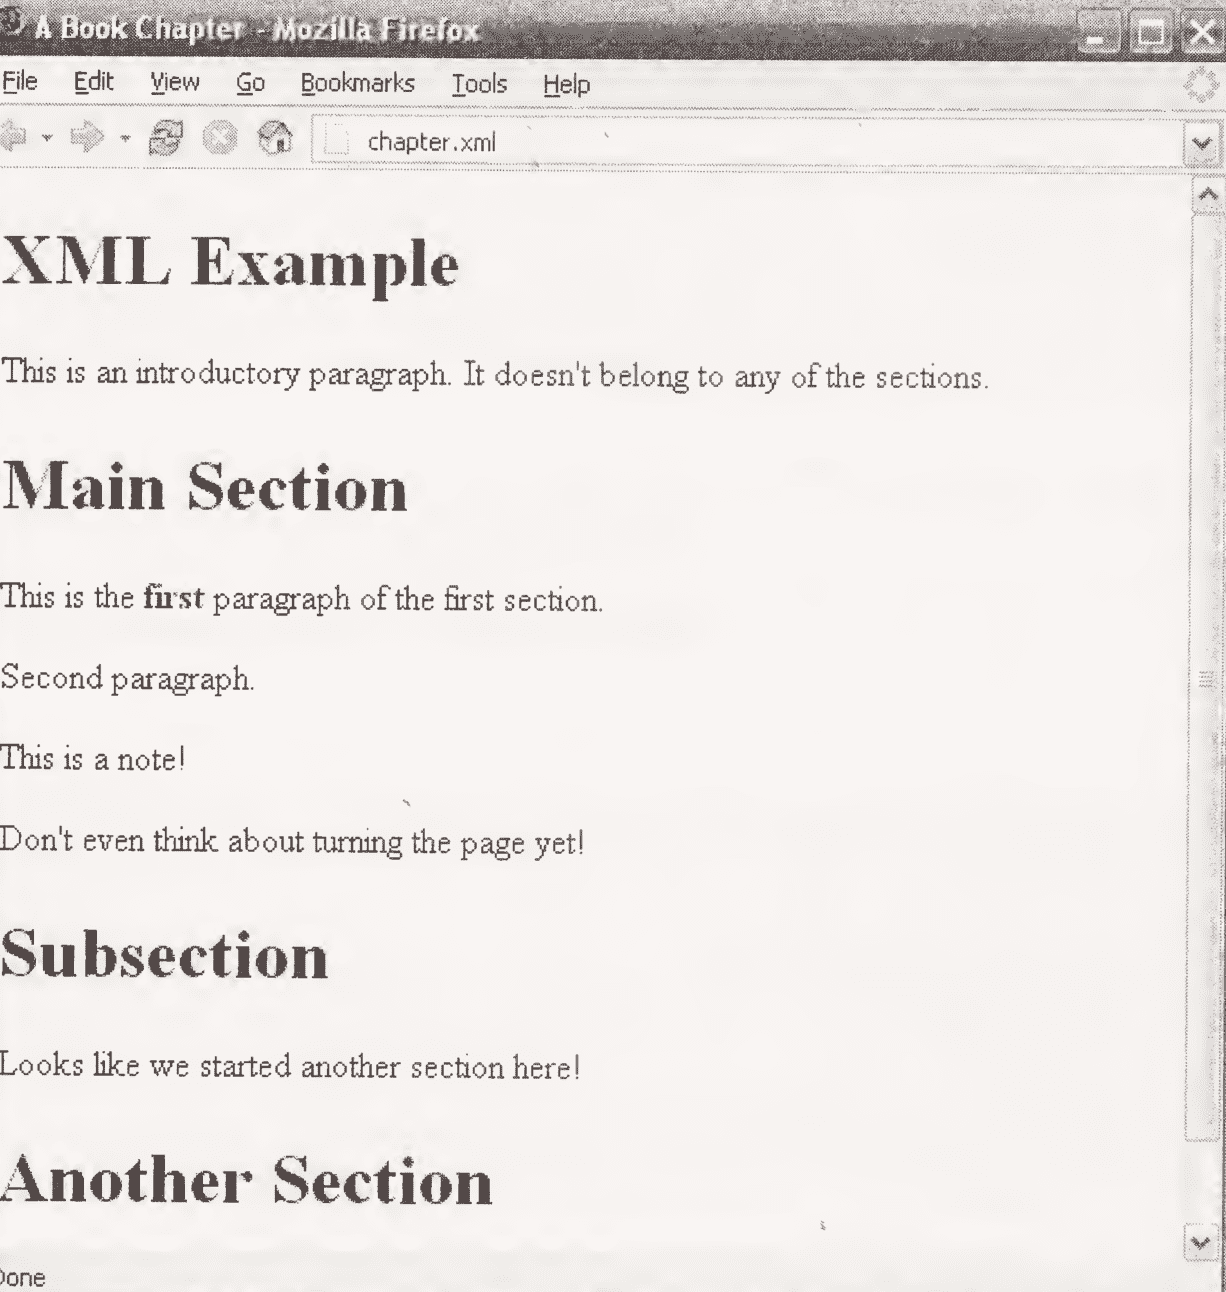 A Book Chapter - Mozilla Firefox
File Edit View Go Bookmarks Tools Help
chapter.xml
XML Example
This is an introductory paragraph. It doesn't belong to any of the sections.
Main Section
This is the first paragraph of the first section.
Second paragraph.
This is a note!
Don't even think about turning the page yet!
Subsection
Looks like we started another section here!
Another Section
Done